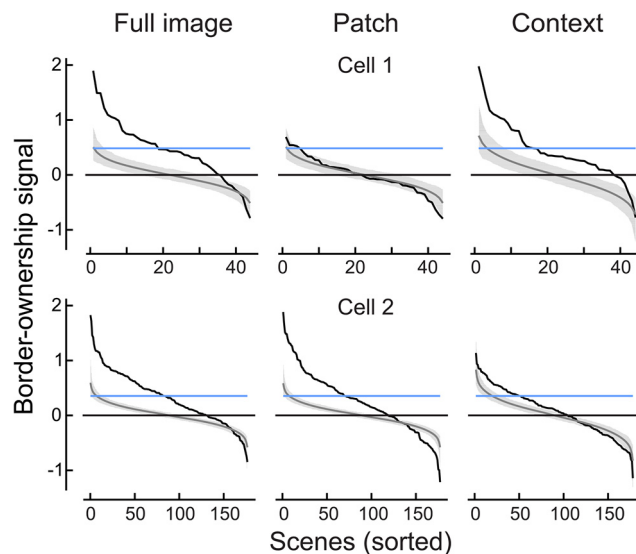 Full image Patch Context
Cell 1
Border-ownership signal
2
1
0
-1
0 20 40 0 20 40 0 20 40
Cell 2
2
1
0
-1
0 50 100 150 0 50 100 150 0 50 100 150
Scenes (sorted)